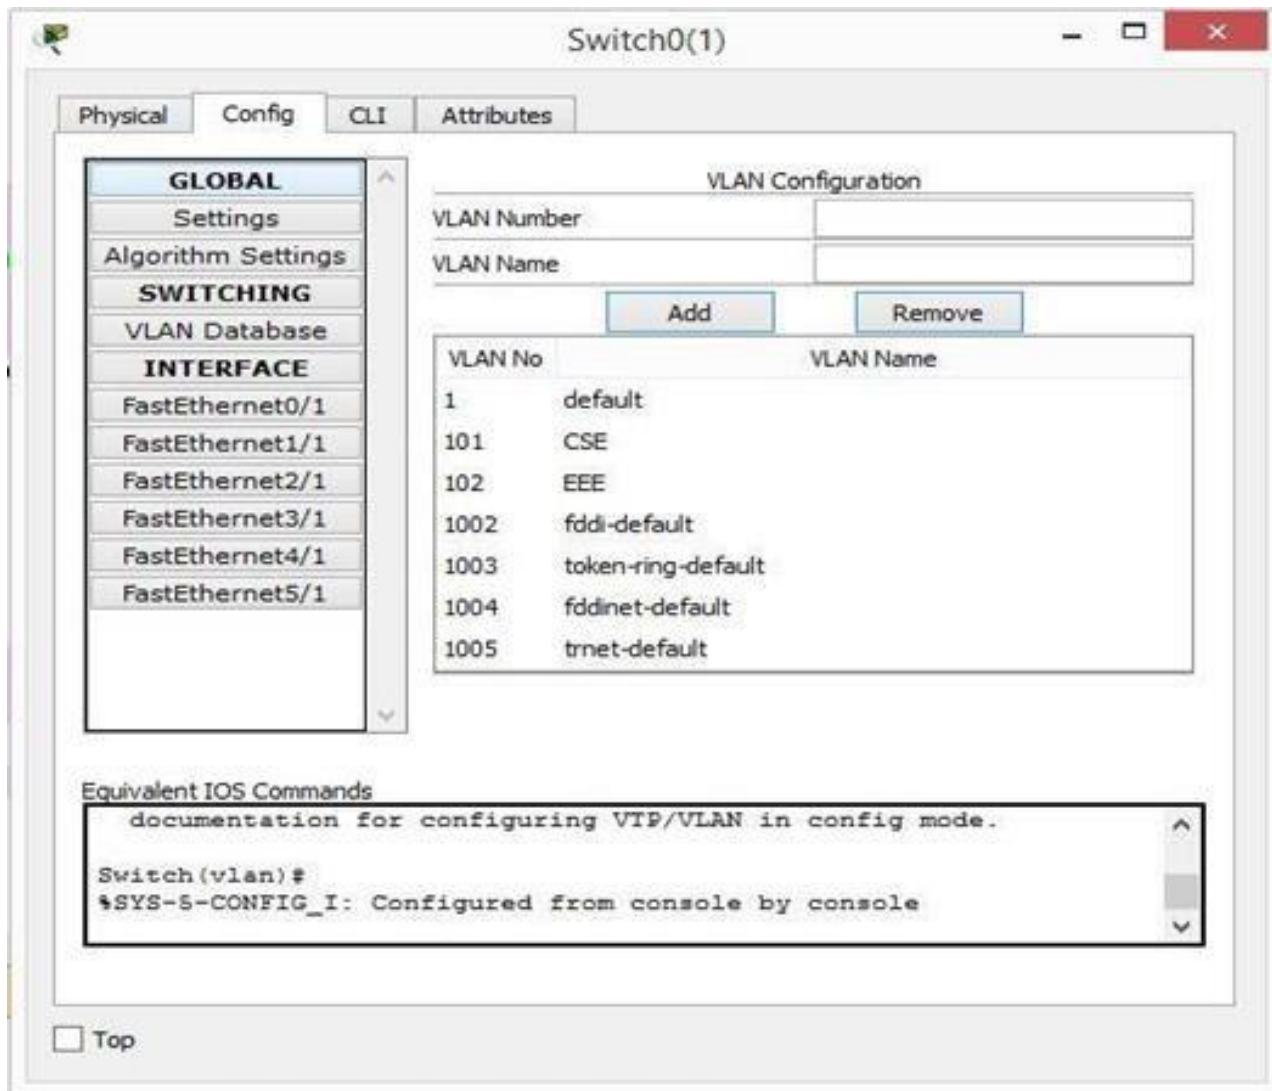 Switch0(1)
Physical Config CLI Attributes
GLOBAL
Settings
Algorithm Settings
SWITCHING
VLAN Database
INTERFACE
FastEthernet0/1
FastEthernet1/1
FastEthernet2/1
FastEthernet3/1
FastEthernet4/1
FastEthernet5/1
VLAN Configuration
VLAN Number
VLAN Name
Add Remove
VLAN No VLAN Name
1 default
101 CSE
102 EEE
1002 fddi-default
1003 token-ring-default
1004 fddinet-default
1005 trnet-default
Equivalent IOS Commands
documentation for configuring VTP/VLAN in config mode.
Switch(vlan)#
%SYS-5-CONFIG_I: Configured from console by console
Top